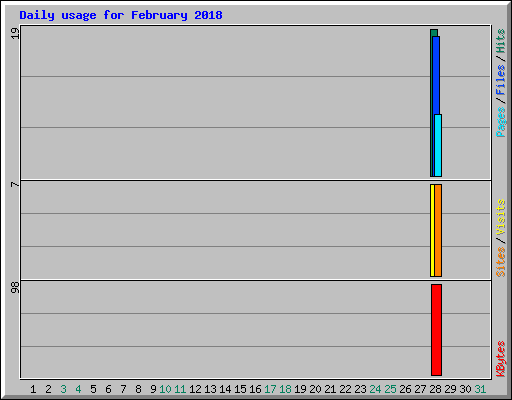 Daily usage for February 2018
19
Pages / Files / Hits
7
Sites / Visits
98
KBytes
1 2 3 4 5 6 7 8 9 10 11 12 13 14 15 16 17 18 19 20 21 22 23 24 25 26 27 28 29 30 31